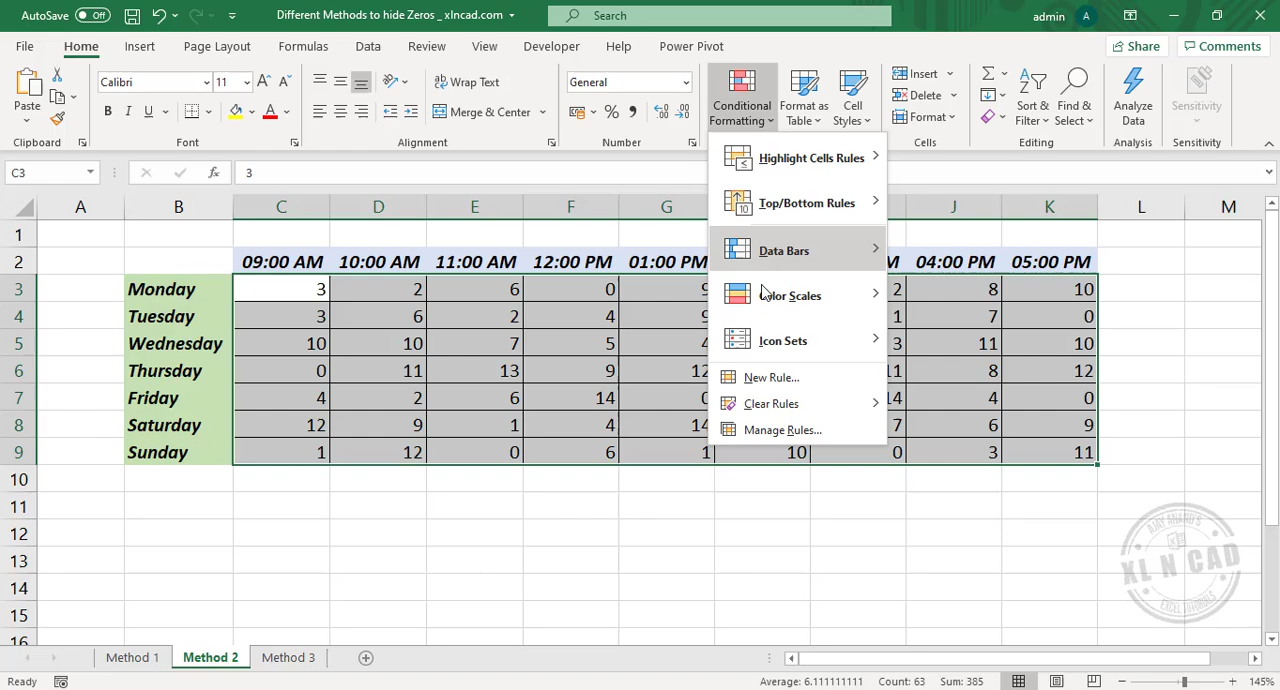 AutoSave Off Different Methods to hide Zeros _ xlncad.com Search admin A
File Home Insert Page Layout Formulas Data Review View Developer Help Power Pivot Share Comments
Paste
Clipboard
Calibri 11
B I U
Font
Wrap Text
Merge & Center
Alignment
General
Number
Conditional Formatting
Format as Table
Cell Styles
Insert
Delete
Format
Cells
Sort & Filter
Find & Select
Editing
Analyze Data
Analysis
Sensitivity
Sensitivity
C3 fx 3
Highlight Cells Rules
Top/Bottom Rules
Data Bars
Color Scales
Icon Sets
New Rule...
Clear Rules
Manage Rules...
A B C D E F G J K L M
1
2 09:00 AM 10:00 AM 11:00 AM 12:00 PM 01:00 PM M 04:00 PM 05:00 PM
3 Monday 3 2 6 0 9 2 8 10
4 Tuesday 3 6 2 4 9 1 7 0
5 Wednesday 10 10 7 5 4 3 11 10
6 Thursday 0 11 13 9 12 11 8 12
7 Friday 4 2 6 14 0 14 4 0
8 Saturday 12 9 1 4 14 7 6 9
9 Sunday 1 12 0 6 1 10 0 3 11
10
11
12
13
14
15
16
AJAY ANAND'S
XL N CAD
EXCEL TUTORIALS
Method 1 Method 2 Method 3
Ready Average: 6.111111111 Count: 63 Sum: 385 145%